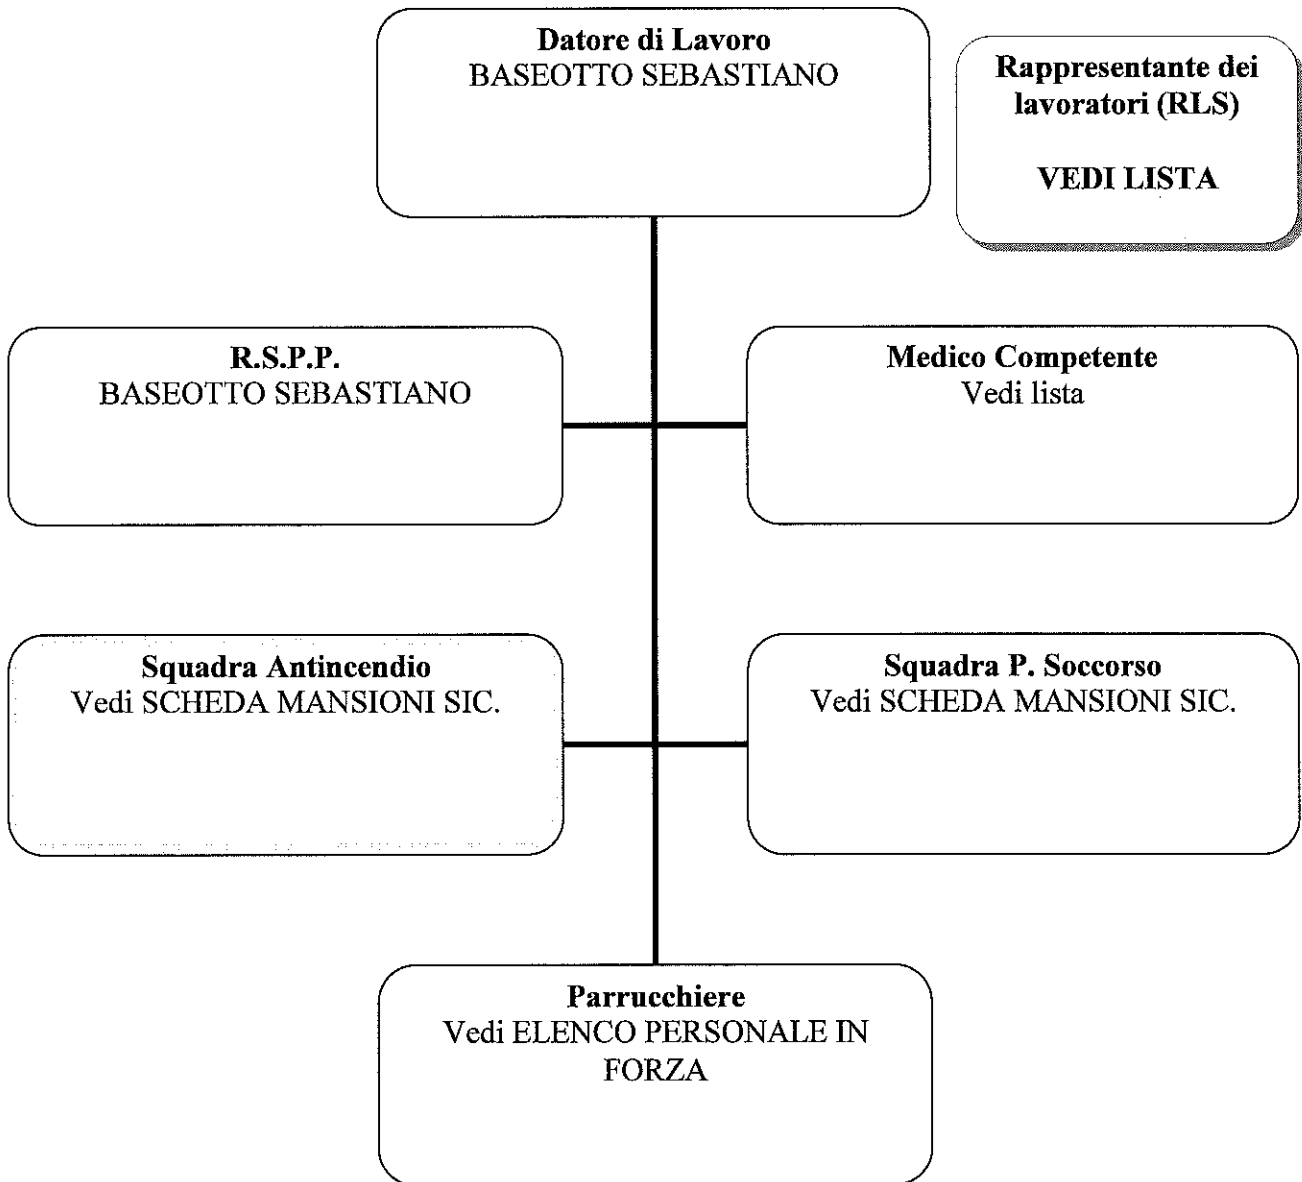 Datore di Lavoro
BASEOTTO SEBASTIANO
Rappresentante dei
lavoratori (RLS)
VEDI LISTA
R.S.P.P.
BASEOTTO SEBASTIANO
Medico Competente
Vedi lista
Squadra Antincendio
Vedi SCHEDA MANSIONI SIC.
Squadra P. Soccorso
Vedi SCHEDA MANSIONI SIC.
Parrucchiere
Vedi ELENCO PERSONALE IN
FORZA